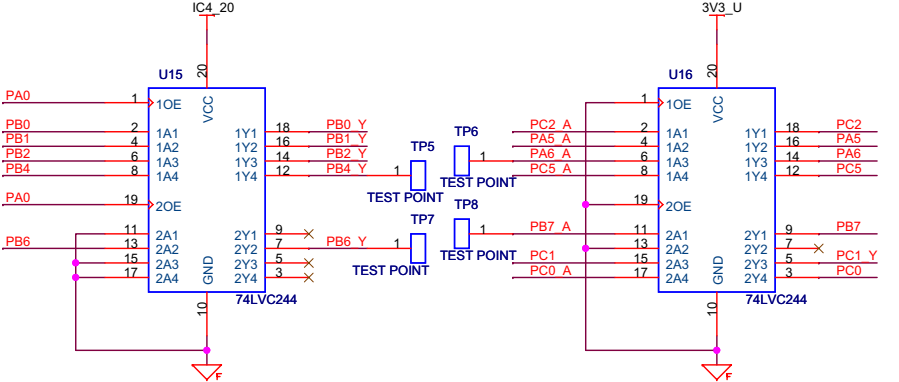 IC4_20
3V3_U
U15
U16
20
20
VCC
VCC
PA0
1
1OE
1
1OE
PB0
2
1A1
1Y1
18
PB0_Y
PC2_A
2
1A1
1Y1
18
PC2
PB1
4
1A2
1Y2
16
PB1_Y
PA5_A
4
1A2
1Y2
16
PA5
PB2
6
1A3
1Y3
14
PB2_Y
PA6_A
6
1A3
1Y3
14
PA6
PB4
8
1A4
1Y4
12
PB4_Y
PC5_A
8
1A4
1Y4
12
PC5
TP5
1
TEST POINT
TP6
1
TEST POINT
PA0
19
2OE
19
2OE
11
2A1
2Y1
9
PB7_A
11
2A1
2Y1
9
PB7
PB6
13
2A2
2Y2
7
PB6_Y
13
2A2
2Y2
7
15
2A3
2Y3
5
PC1
15
2A3
2Y3
5
PC1_Y
17
2A4
2Y4
3
PC0_A
17
2A4
2Y4
3
PC0
TP7
1
TEST POINT
TP8
1
TEST POINT
GND
GND
10
10
74LVC244
74LVC244
F
F